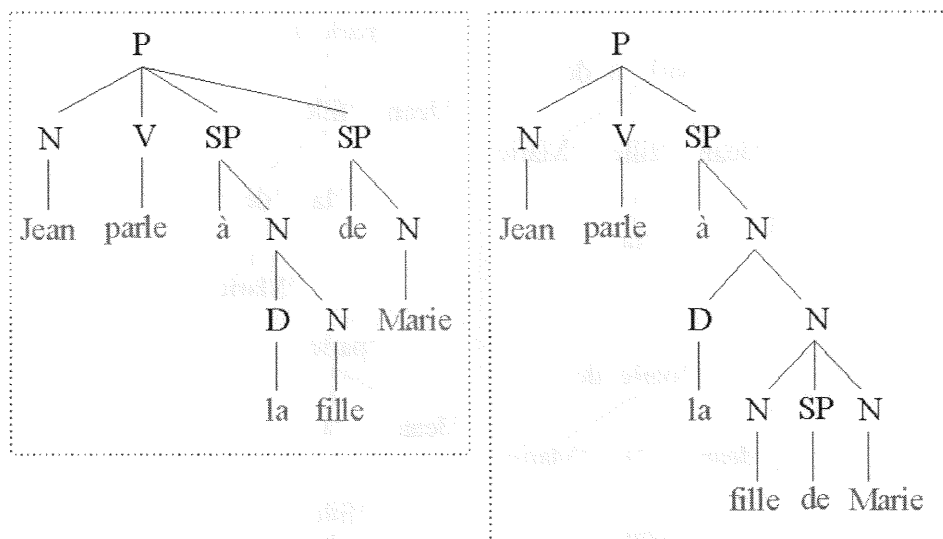 P
N V SP SP
Jean parle à N de N
D N Marie
la fille
P
N V SP
Jean parle à N
D N
la N SP N
fille de Marie